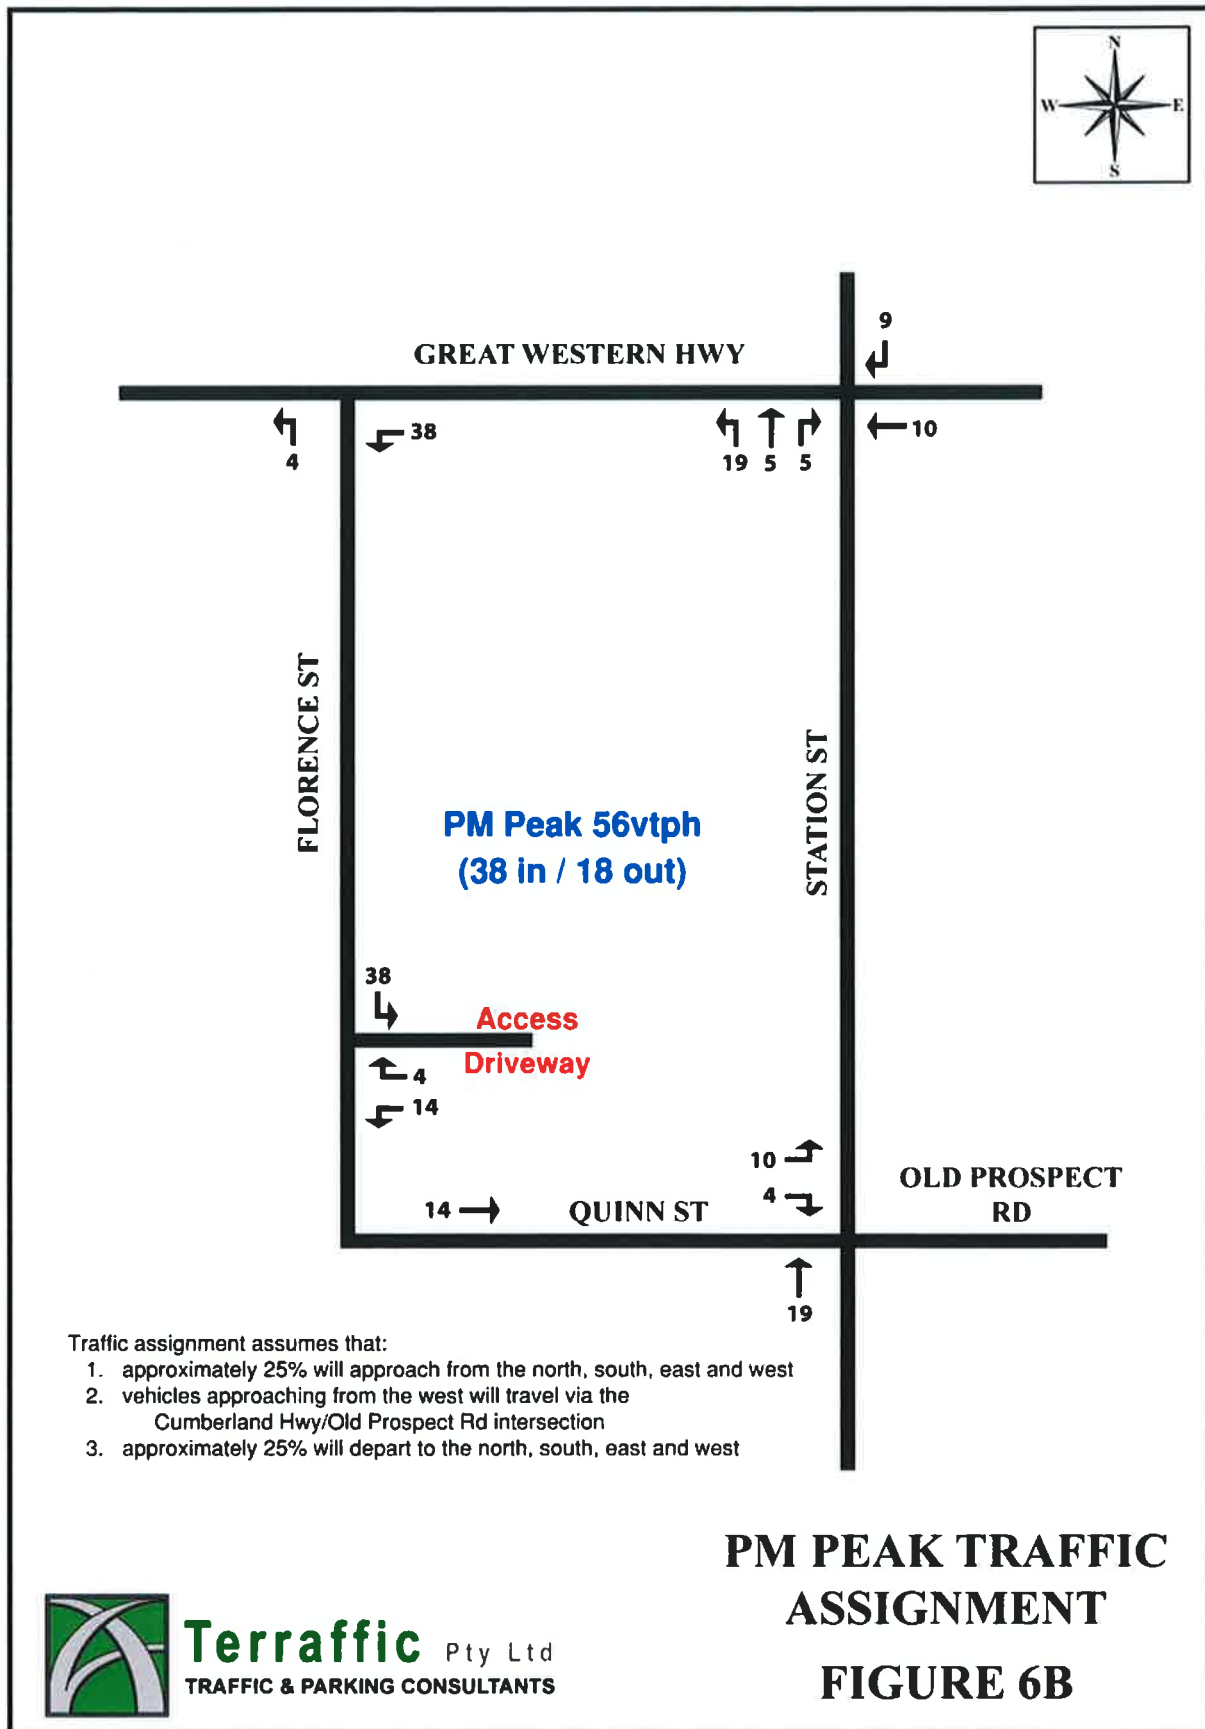 N
W E
S
9
GREAT WESTERN HWY
10
38
4
19 5 5
FLORENCE ST
STATION ST
PM Peak 56vtph
(38 in / 18 out)
38
Access
Driveway
4
14
10
4
OLD PROSPECT
RD
14
QUINN ST
19
Traffic assignment assumes that:
1. approximately 25% will approach from the north, south, east and west
2. vehicles approaching from the west will travel via the
Cumberland Hwy/Old Prospect Rd intersection
3. approximately 25% will depart to the north, south, east and west
PM PEAK TRAFFIC
ASSIGNMENT
FIGURE 6B
Terraffic Pty Ltd
TRAFFIC & PARKING CONSULTANTS